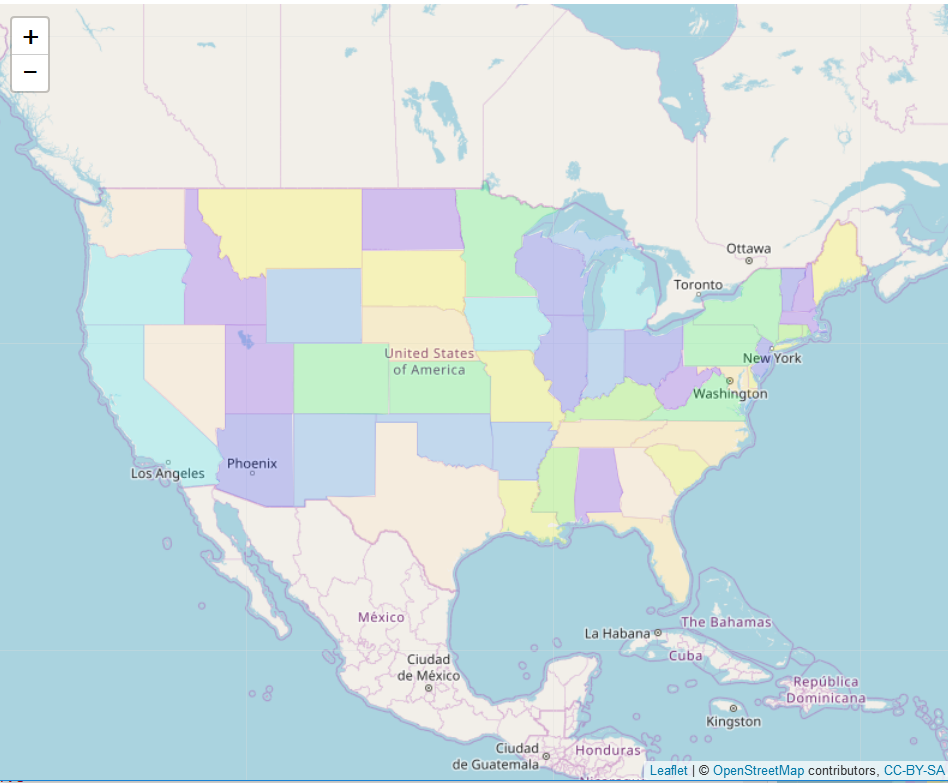 +
−
Ottawa
Toronto
United States
of America
New York
Washington
Phoenix
Los Angeles
México
La Habana
The Bahamas
Cuba
Ciudad
de México
República
Dominicana
Kingston
Ciudad
de Guatemala
Honduras
Leaflet | © OpenStreetMap contributors, CC-BY-SA